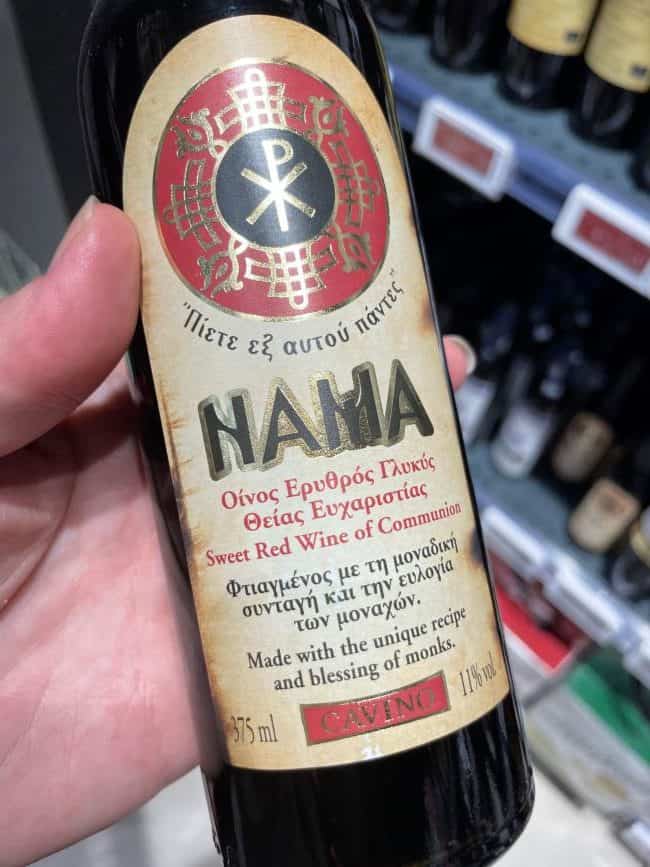 "Πίετε εξ αυτού πάντες"
ΝΑΜΑ
Οίνος Ερυθρός Γλυκύς
Θείας Ευχαριστίας
Sweet Red Wine of Communion
Φτιαγμένος με τη μοναδική
συνταγή και την ευλογία
των μοναχών.
Made with the unique recipe
and blessing of monks.
375 ml
CAVINO
11% vol